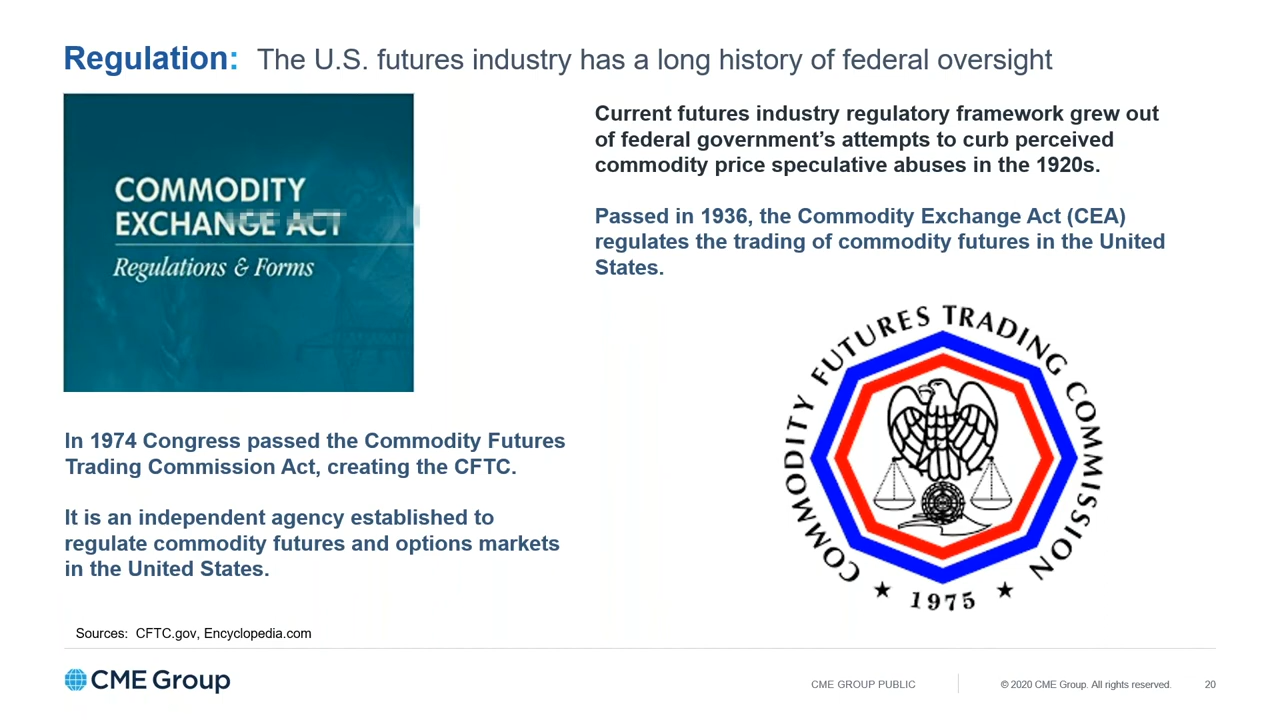 Regulation: The U.S. futures industry has a long history of federal oversight
COMMODITY
EXCHANGE ACT
Regulations & Forms
Current futures industry regulatory framework grew out
of federal government’s attempts to curb perceived
commodity price speculative abuses in the 1920s.
Passed in 1936, the Commodity Exchange Act (CEA)
regulates the trading of commodity futures in the United
States.
COMMODITY FUTURES TRADING COMMISSION
★ 1975 ★
In 1974 Congress passed the Commodity Futures
Trading Commission Act, creating the CFTC.
It is an independent agency established to
regulate commodity futures and options markets
in the United States.
Sources: CFTC.gov, Encyclopedia.com
CME Group
CME GROUP PUBLIC
© 2020 CME Group. All rights reserved.
20